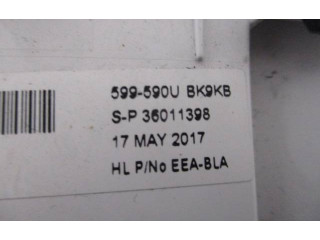 599-590U BK9KB
S-P 36011398
17 MAY 2017
HL P/No EEA-BLA